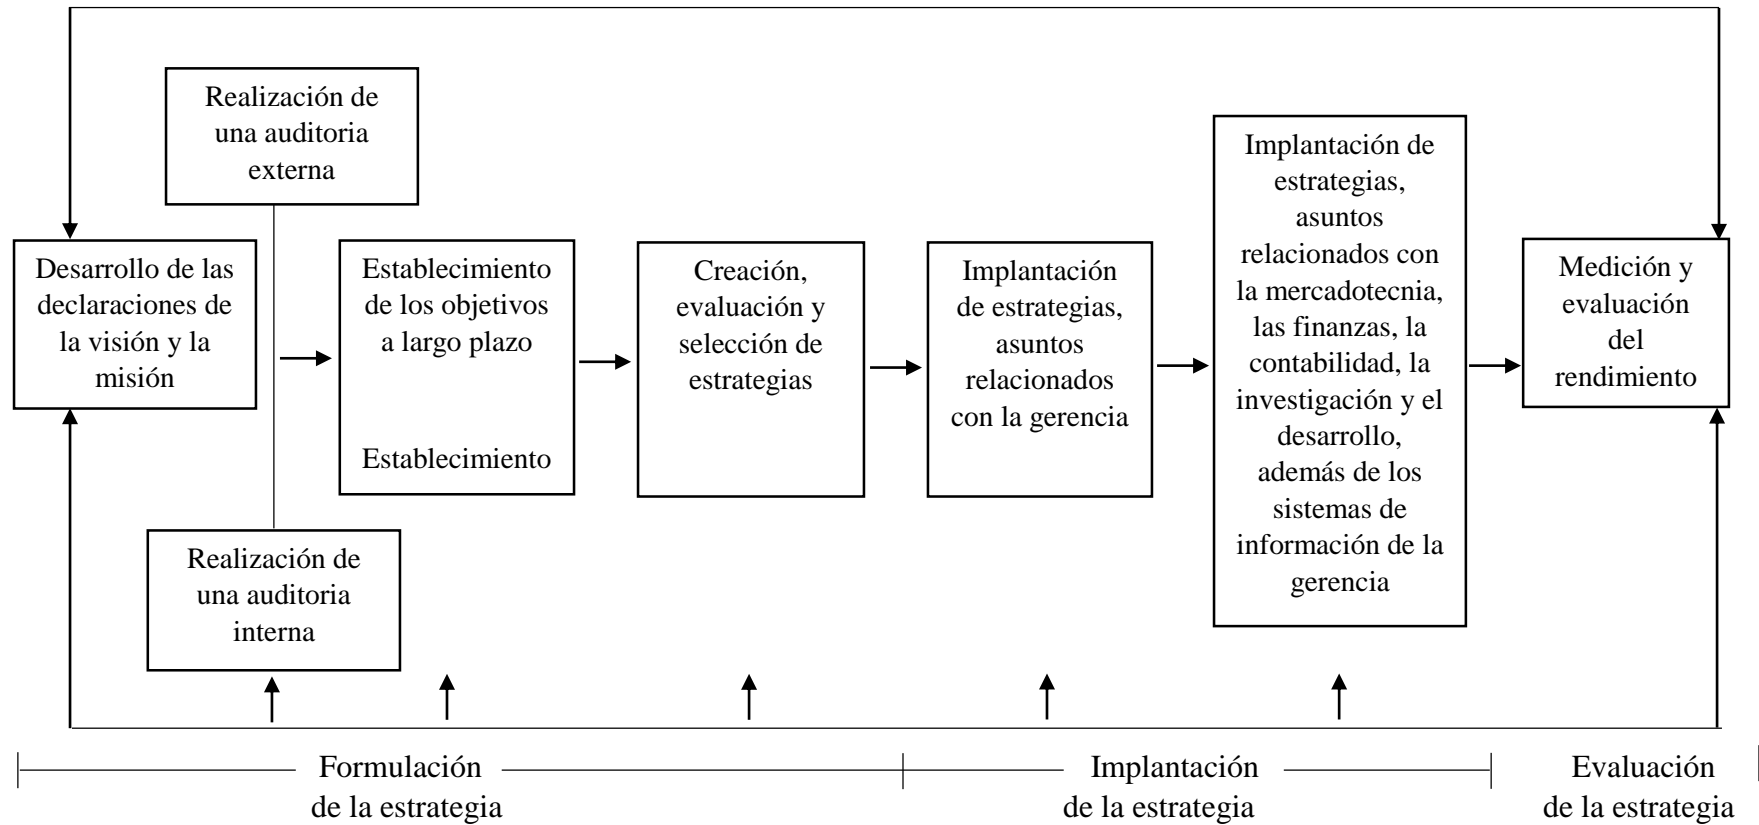 Realización de
una auditoria
externa
Desarrollo de las
declaraciones de
la visión y la
misión
Realización de
una auditoria
interna
Establecimiento
de los objetivos
a largo plazo
Establecimiento
Creación,
evaluación y
selección de
estrategias
Implantación
de estrategias,
asuntos
relacionados
con la gerencia
Implantación de
estrategias,
asuntos
relacionados con
la mercadotecnia,
las finanzas, la
contabilidad, la
investigación y el
desarrollo,
además de los
sistemas de
información de la
gerencia
Medición y
evaluación
del
rendimiento
Formulación
de la estrategia
Implantación
de la estrategia
Evaluación
de la estrategia